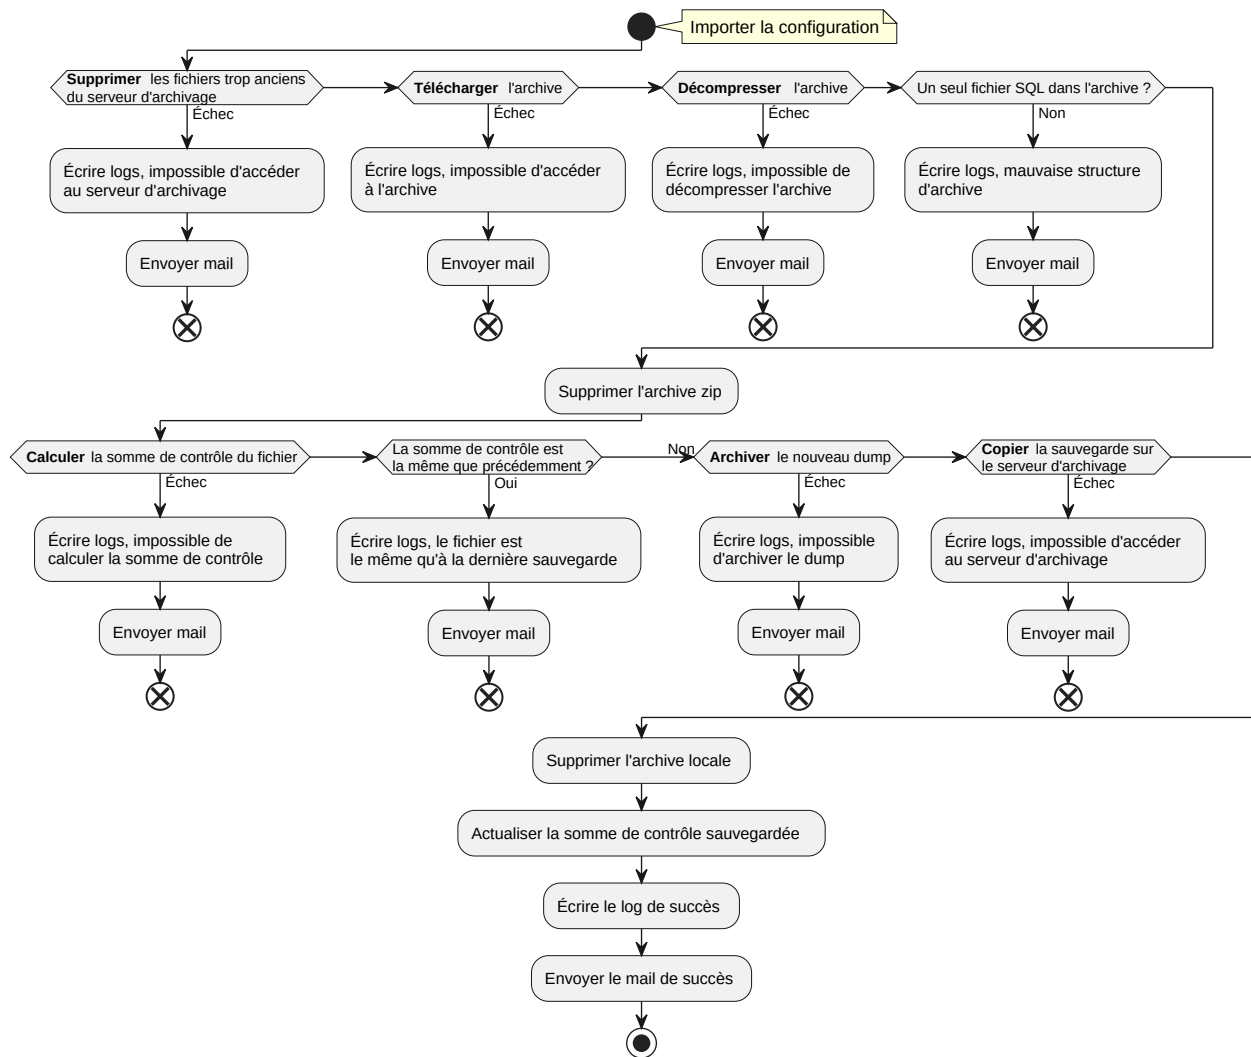 Importer la configuration
Supprimer les fichiers trop anciens
du serveur d'archivage
Télécharger l'archive
Décompresser l'archive
Un seul fichier SQL dans l'archive ?
Échec
Échec
Échec
Non
Écrire logs, impossible d'accéder
au serveur d'archivage
Écrire logs, impossible d'accéder
à l'archive
Écrire logs, impossible de
décompresser l'archive
Écrire logs, mauvaise structure
d'archive
Envoyer mail
Envoyer mail
Envoyer mail
Envoyer mail
Supprimer l'archive zip
Calculer la somme de contrôle du fichier
La somme de contrôle est
la même que précédemment ?
Non
Archiver le nouveau dump
Copier la sauvegarde sur
le serveur d'archivage
Échec
Oui
Échec
Échec
Écrire logs, impossible de
calculer la somme de contrôle
Écrire logs, le fichier est
le même qu'à la dernière sauvegarde
Écrire logs, impossible
d'archiver le dump
Écrire logs, impossible d'accéder
au serveur d'archivage
Envoyer mail
Envoyer mail
Envoyer mail
Envoyer mail
Supprimer l'archive locale
Actualiser la somme de contrôle sauvegardée
Écrire le log de succès
Envoyer le mail de succès